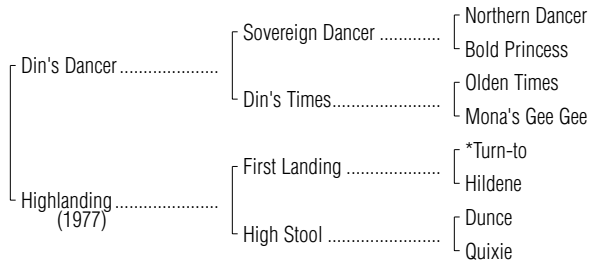 Northern Dancer
Sovereign Dancer .............
Bold Princess
Din's Dancer .....................
Olden Times
Din's Times.......................
Mona's Gee Gee
*Turn-to
First Landing ....................
Hildene
Highlanding ......................
(1977)
Dunce
High Stool ........................
Quixie